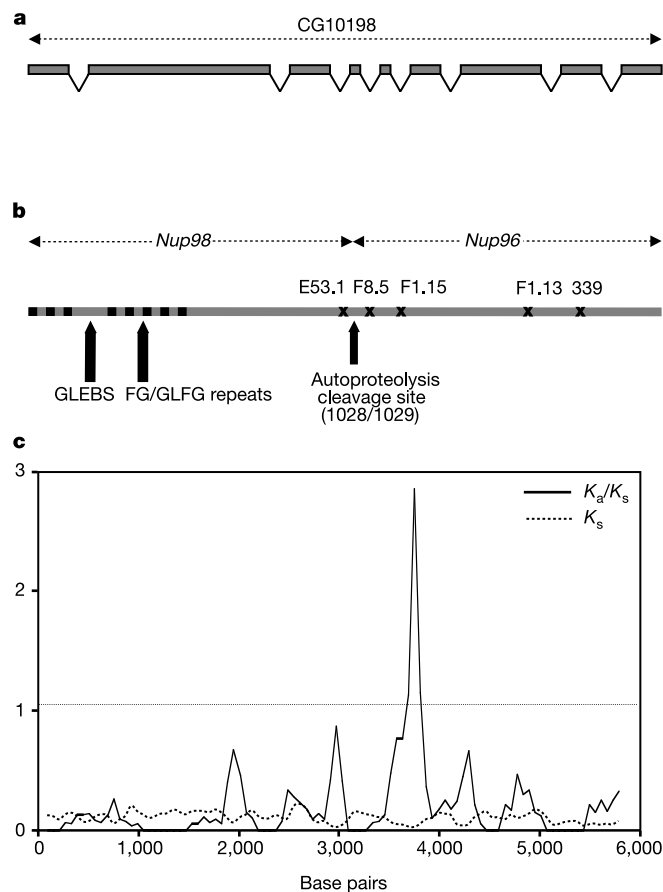 a
CG10198
b
Nup98 Nup96
E53.1 F8.5 F1.15 F1.13 339
x x x x x
GLEBS FG/GLFG repeats
Autoproteolysis
cleavage site
(1028/1029)
c
3
Ka/Ks
Ks
2
1
0
0 1,000 2,000 3,000 4,000 5,000 6,000
Base pairs